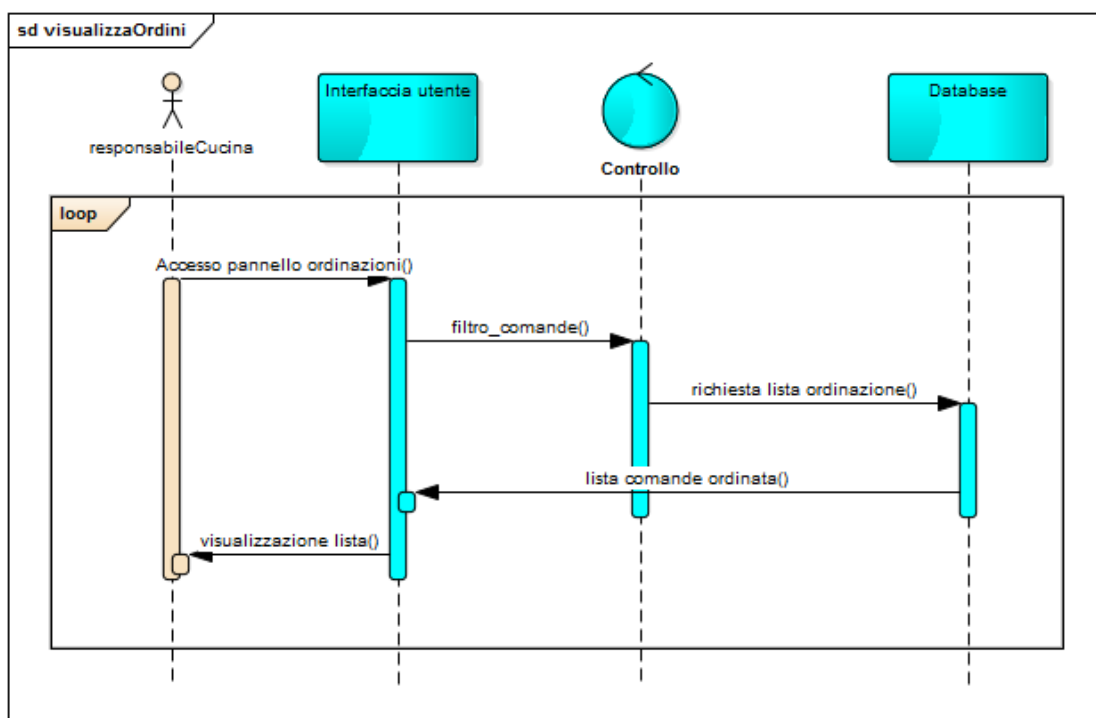 sd visualizzaOrdini
responsabileCucina
Interfaccia utente
Controllo
Database
loop
Accesso pannello ordinazioni()
filtro_comande()
richiesta lista ordinazione()
lista comande ordinata()
visualizzazione lista()